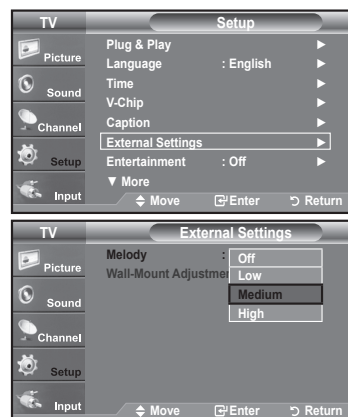 TV Setup
Picture
Sound
Channel
Setup
Input
Plug & Play
Language : English
Time
V-Chip
Caption
External Settings
Entertainment : Off
▼ More
Move Enter Return
TV External Settings
Picture
Sound
Channel
Setup
Input
Melody :
Wall-Mount Adjustmen
Off
Low
Medium
High
Move Enter Return